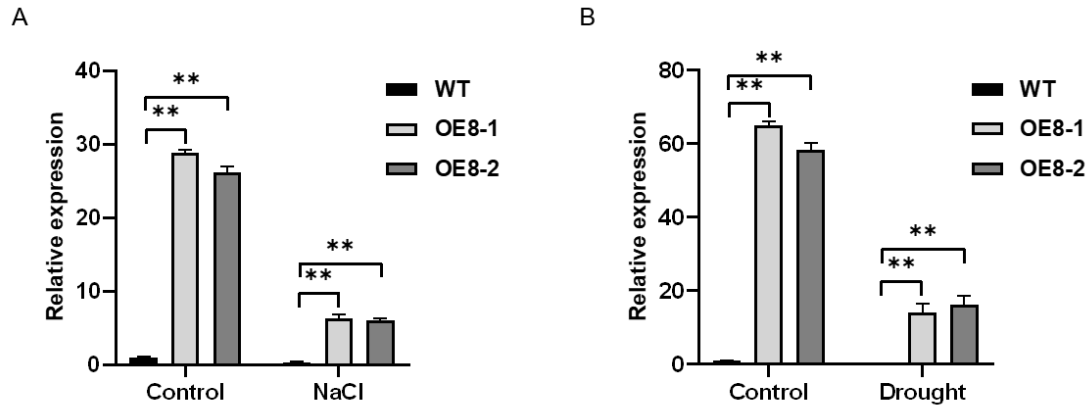 A
Relative expression
40
30
20
10
0
**
**
**
**
Control
NaCl
WT
OE8-1
OE8-2
B
Relative expression
80
60
40
20
0
**
**
**
**
Control
Drought
WT
OE8-1
OE8-2